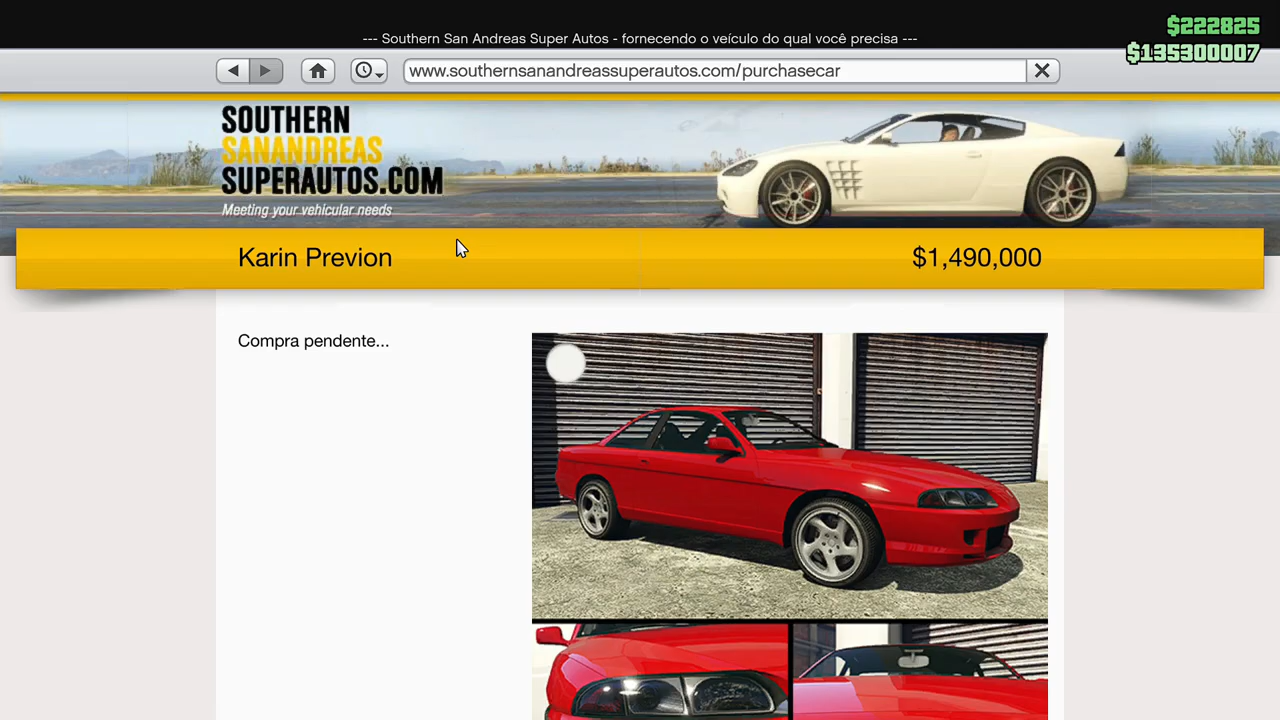 --- Southern San Andreas Super Autos - fornecendo o veículo do qual você precisa ---
$222825
$135300007
www.southernsanandreassuperautos.com/purchasecar
SOUTHERN
SANANDREAS
SUPERAUTOS.COM
Meeting your vehicular needs
Karin Previon
$1,490,000
Compra pendente...